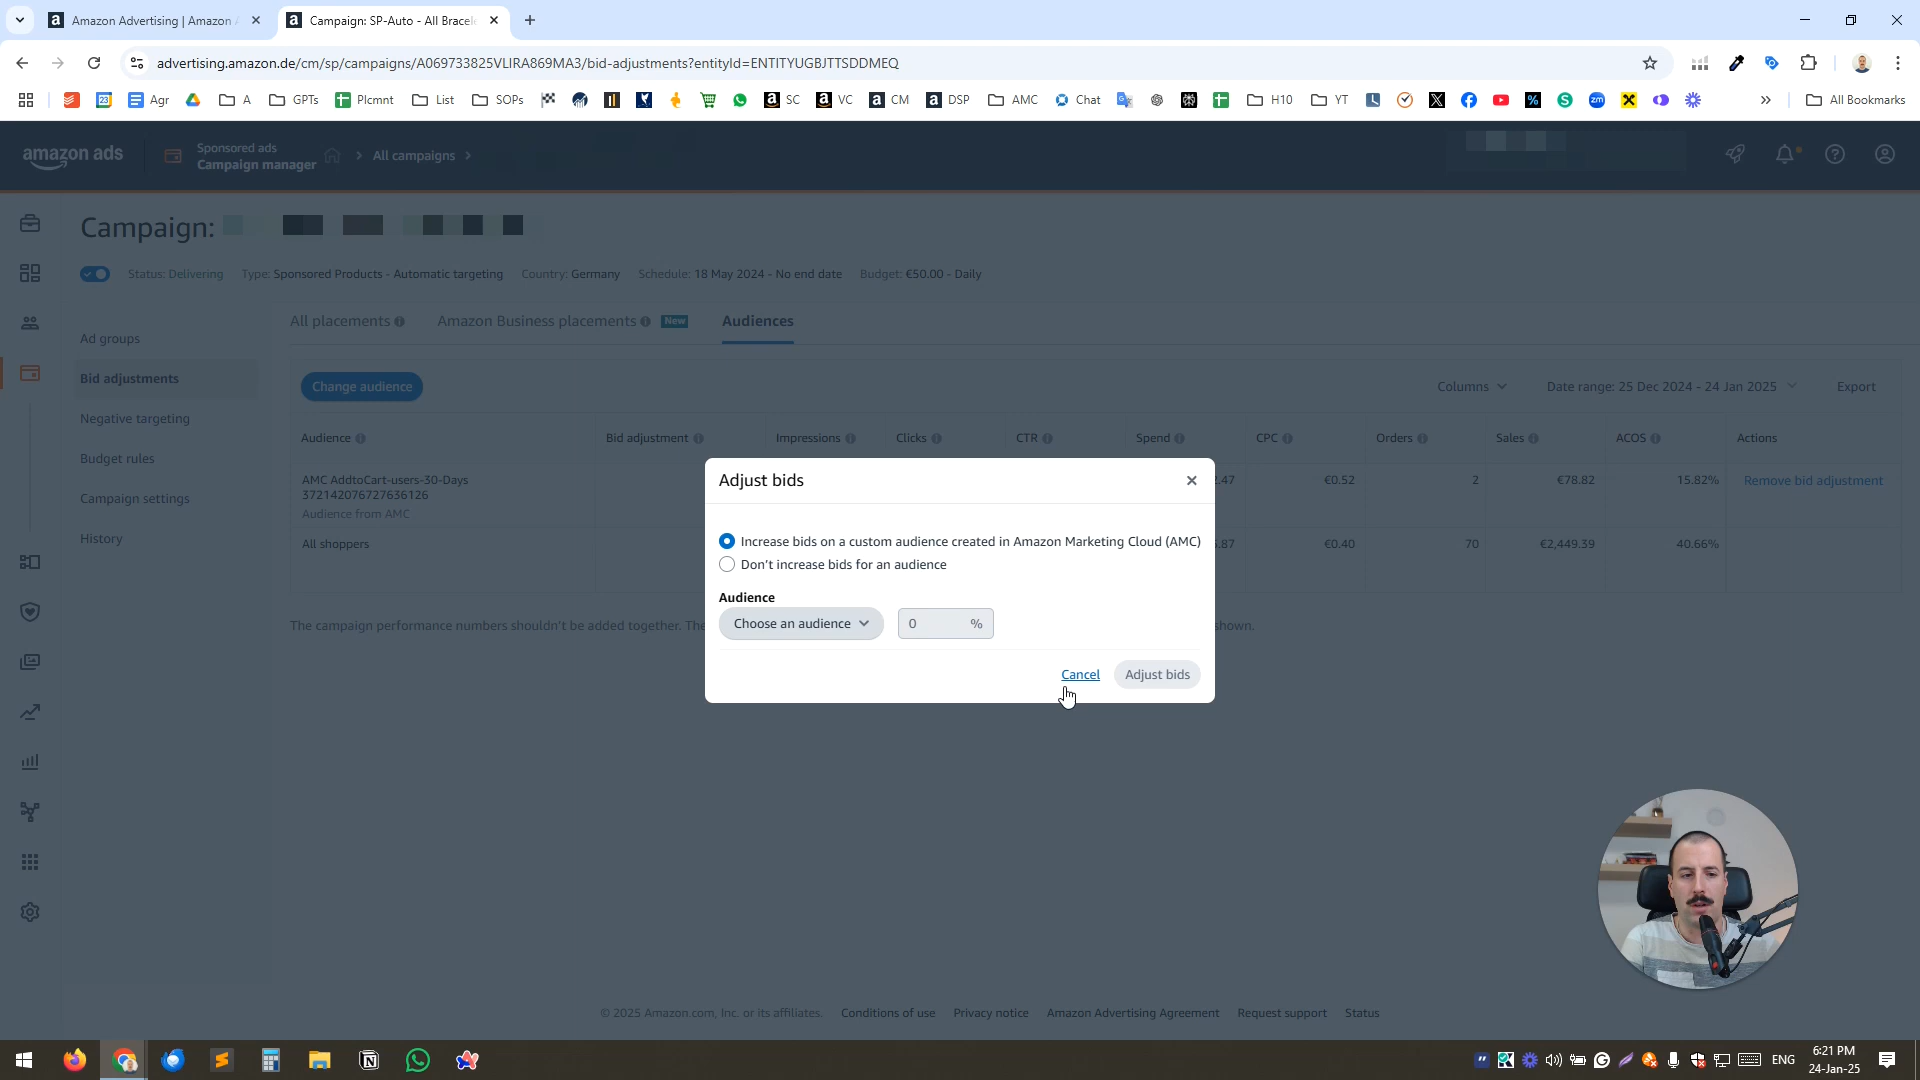 Amazon Advertising | Amazon A
Campaign: SP-Auto - All Bracele
advertising.amazon.de/cm/sp/campaigns/A069733825VLIRA869MA3/bid-adjustments?entityId=ENTITYUGBJTTSDDMEQ
Agr
A
GPTs
Plcmnt
List
SOPs
SC
VC
CM
DSP
AMC
Chat
H10
YT
All Bookmarks
amazon ads
Sponsored ads
Campaign manager
All campaigns
Campaign:
Status: Delivering
Type: Sponsored Products - Automatic targeting
Country: Germany
Schedule: 18 May 2024 - No end date
Budget: €50.00 - Daily
Ad groups
Bid adjustments
Negative targeting
Budget rules
Campaign settings
History
All placements
Amazon Business placements
New
Audiences
Change audience
Columns
Date range: 25 Dec 2024 - 24 Jan 2025
Export
Audience
Bid adjustment
Impressions
Clicks
CTR
Spend
CPC
Orders
Sales
ACOS
Actions
AMC AddtoCart-users-30-Days
372142076727636126
Audience from AMC
.47
€0.52
2
€78.82
15.82%
Remove bid adjustment
All shoppers
.87
€0.40
70
€2,449.39
40.66%
The campaign performance numbers shouldn't be added together. The
shown.
Adjust bids
Increase bids on a custom audience created in Amazon Marketing Cloud (AMC)
Don't increase bids for an audience
Audience
Choose an audience
0 %
Cancel
Adjust bids
© 2025 Amazon.com, Inc. or its affiliates.
Conditions of use
Privacy notice
Amazon Advertising Agreement
Request support
Status
ENG
6:21 PM
24-Jan-25